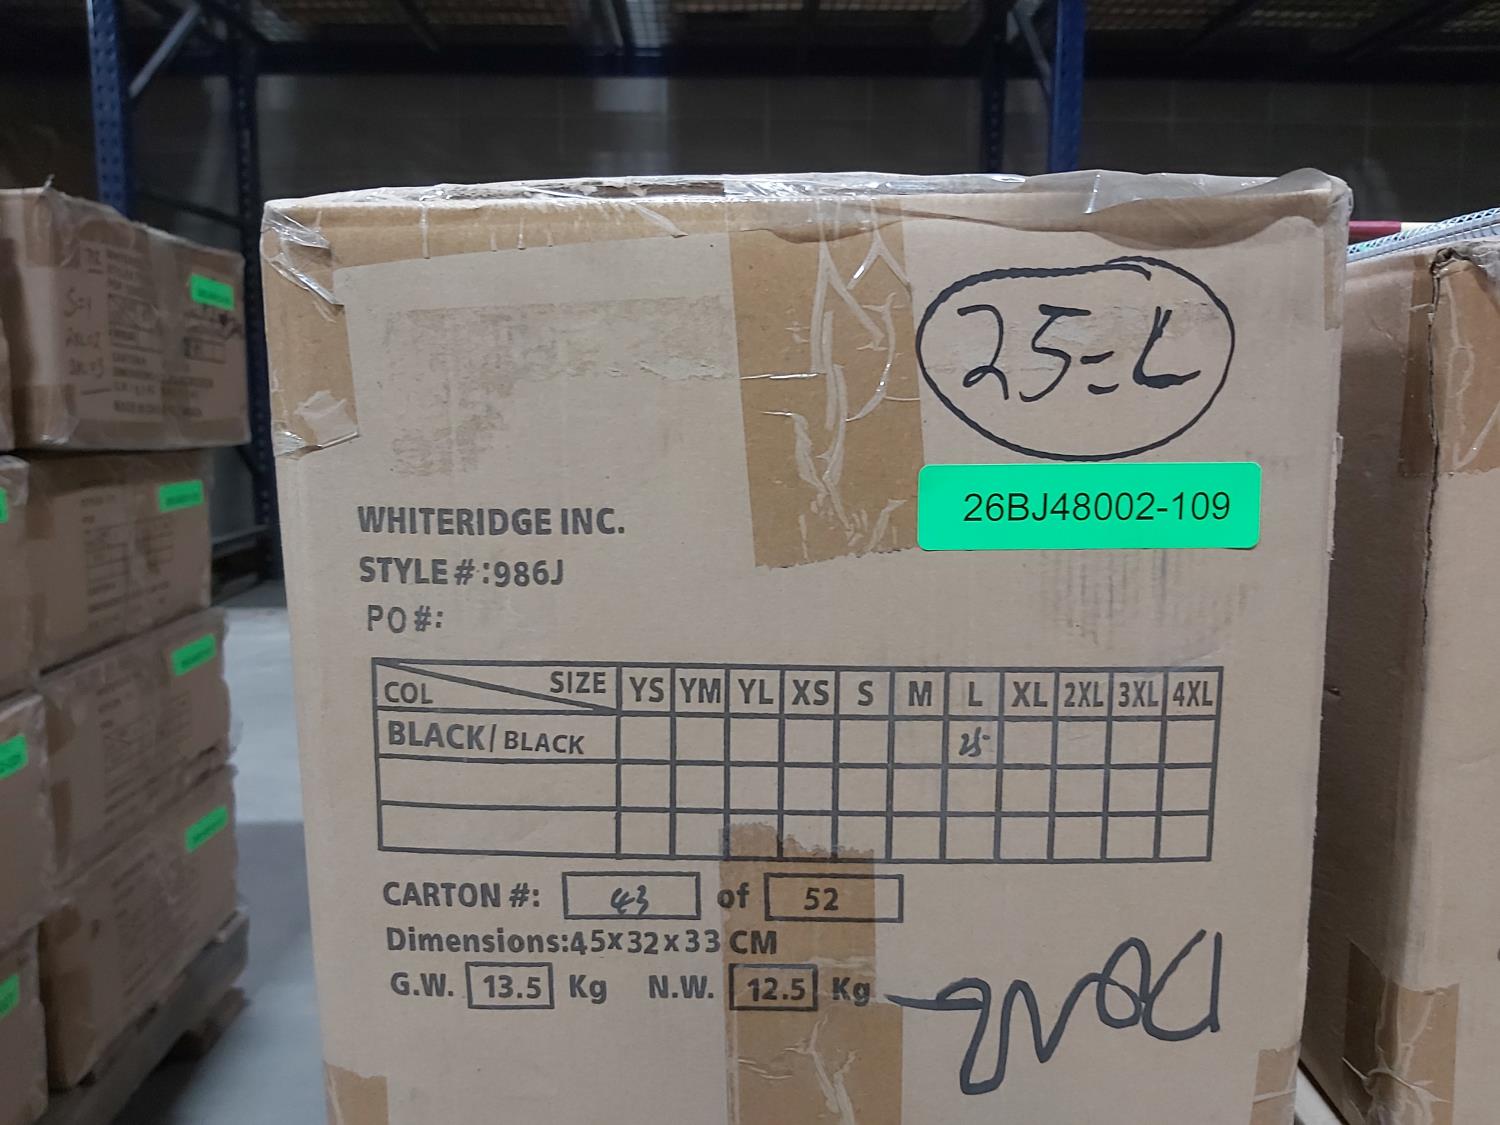 25=L
26BJ48002-109
WHITERIDGE INC.
STYLE#:986J
PO#:
COL SIZE YS YM YL XS S M L XL 2XL 3XL 4XL
BLACK/BLACK 25
CARTON #: 43 of 52
Dimensions:45x32x33 CM
G.W. 13.5 Kg N.W. 12.5 Kg